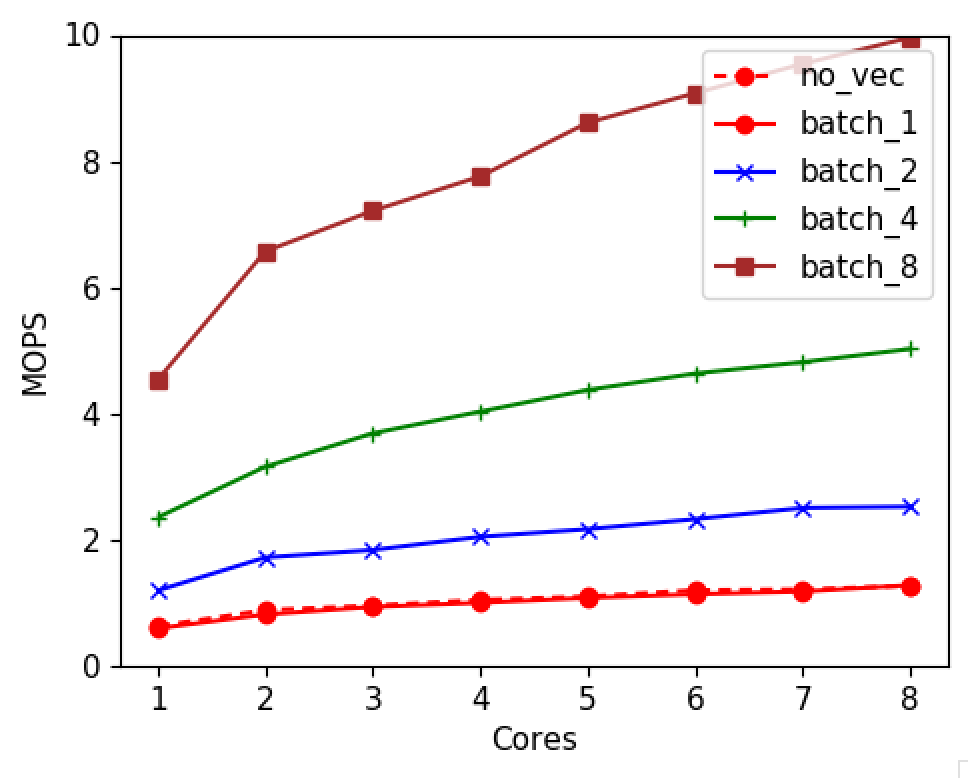 10
8
6
4
2
0
MOPS
no_vec
batch_1
batch_2
batch_4
batch_8
1 2 3 4 5 6 7 8
Cores